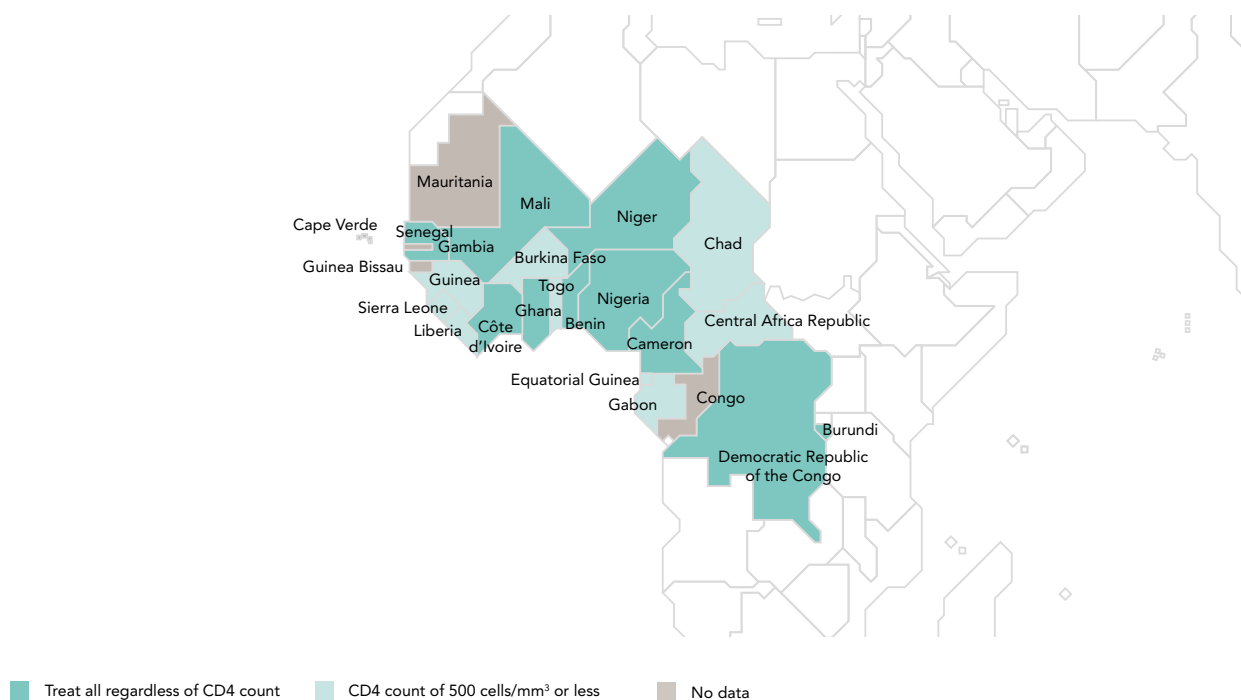 Mauritania
Mali
Niger
Cape Verde
Senegal
Chad
Gambia
Burkina Faso
Guinea Bissau
Guinea
Togo
Nigeria
Sierra Leone
Ghana
Central Africa Republic
Benin
Liberia
Côte
d’Ivoire
Cameron
Equatorial Guinea
Gabon
Congo
Burundi
Democratic Republic
of the Congo
Treat all regardless of CD4 count
CD4 count of 500 cells/mm³ or less
No data